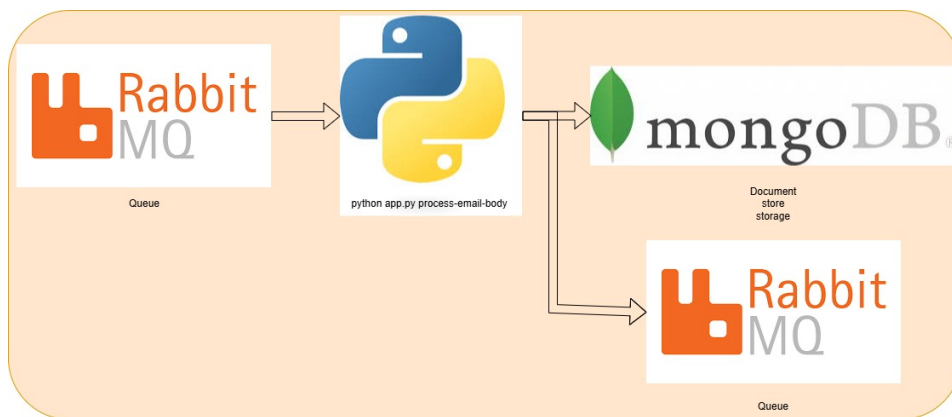 Rabbit
MQ
Queue
python app.py process-email-body
mongoDB®
Document
store
storage
Rabbit
MQ
Queue